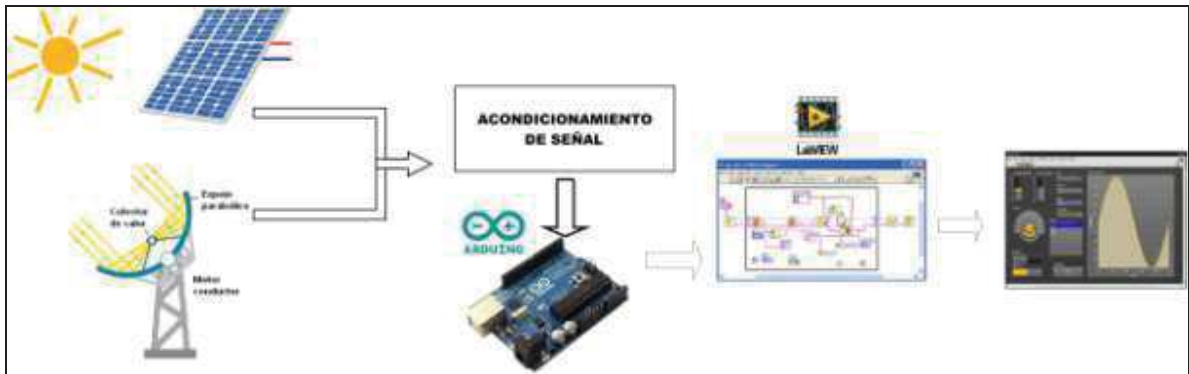 Espejo
parabólico
Colector
de calor
Motor
conductor
ACONDICIONAMIENTO
DE SEÑAL
ARDUINO
LabVIEW